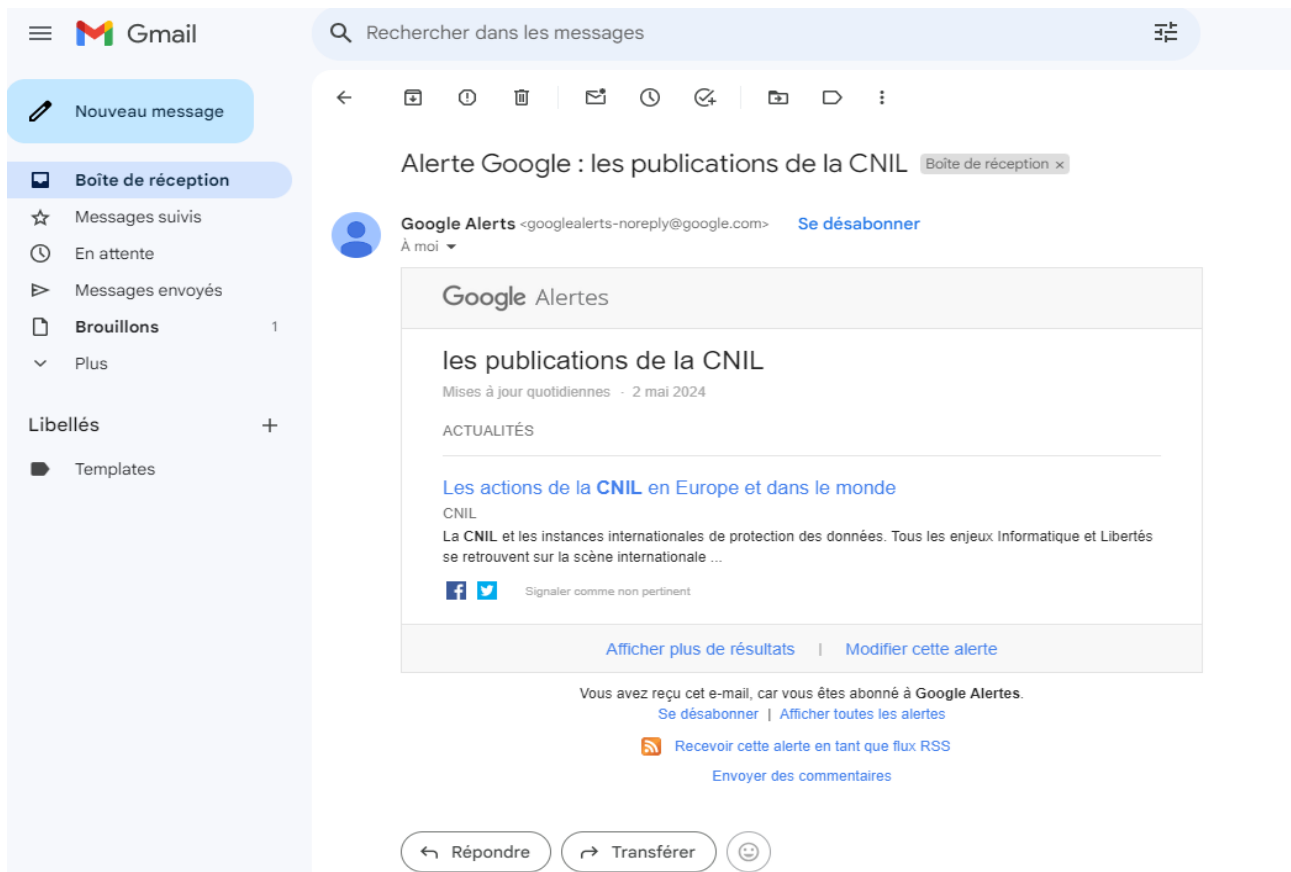 Gmail
Rechercher dans les messages
Nouveau message
Boîte de réception
Messages suivis
En attente
Messages envoyés
Brouillons 1
Plus
Libellés +
Templates
Alerte Google : les publications de la CNIL Boîte de réception ×
Google Alerts <googlealerts-noreply@google.com> Se désabonner
À moi
Google Alertes
les publications de la CNIL
Mises à jour quotidiennes · 2 mai 2024
ACTUALITÉS
Les actions de la CNIL en Europe et dans le monde
CNIL
La CNIL et les instances internationales de protection des données. Tous les enjeux Informatique et Libertés
se retrouvent sur la scène internationale ...
Signaler comme non pertinent
Afficher plus de résultats | Modifier cette alerte
Vous avez reçu cet e-mail, car vous êtes abonné à Google Alertes.
Se désabonner | Afficher toutes les alertes
Recevoir cette alerte en tant que flux RSS
Envoyer des commentaires
Répondre
Transférer